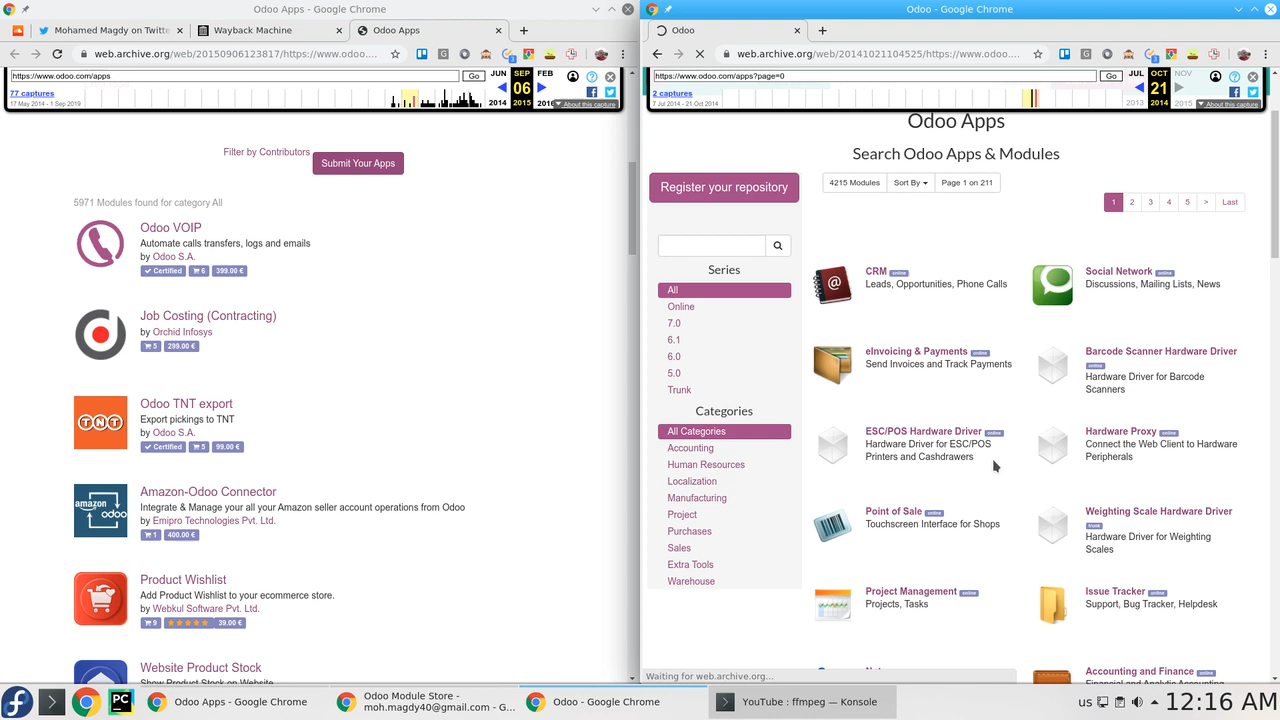 Odoo Apps - Google Chrome
Mohamed Magdy on Twitte
Wayback Machine
Odoo Apps
web.archive.org/web/20150906123817/https://www.odoo....
https://www.odoo.com/apps
Go
JUN
SEP
FEB
77 captures
06
17 May 2014 - 1 Sep 2019
2014
2015
2016
About this capture
Filter by Contributors
Submit Your Apps
5971 Modules found for category All
Odoo VOIP
Automate calls transfers, logs and emails
by Odoo S.A.
Certified
6
399.00 €
Job Costing (Contracting)
by Orchid Infosys
5
299.00 €
TNT
Odoo TNT export
Export pickings to TNT
by Odoo S.A.
Certified
5
99.00 €
amazon
odoo
Amazon-Odoo Connector
Integrate & Manage your all your Amazon seller account operations from Odoo
by Emipro Technologies Pvt. Ltd.
1
400.00 €
Product Wishlist
Add Product Wishlist to your ecommerce store.
by Webkul Software Pvt. Ltd.
9
39.00 €
Website Product Stock
Show Product Stock on Website
Odoo - Google Chrome
Odoo
web.archive.org/web/20141021104525/https://www.odoo....
https://www.odoo.com/apps?page=0
Go
JUL
OCT
NOV
2 captures
21
7 Jul 2014 - 21 Oct 2014
2013
2014
2015
About this capture
Odoo Apps
Search Odoo Apps & Modules
Register your repository
4215 Modules
Sort By
Page 1 on 211
1 2 3 4 5 > Last
Series
All
Online
7.0
6.1
6.0
5.0
Trunk
Categories
All Categories
Accounting
Human Resources
Localization
Manufacturing
Project
Purchases
Sales
Extra Tools
Warehouse
CRM online
Leads, Opportunities, Phone Calls
Social Network online
Discussions, Mailing Lists, News
eInvoicing & Payments online
Send Invoices and Track Payments
Barcode Scanner Hardware Driver
online
Hardware Driver for Barcode
Scanners
ESC/POS Hardware Driver online
Hardware Driver for ESC/POS
Printers and Cashdrawers
Hardware Proxy online
Connect the Web Client to Hardware
Peripherals
Point of Sale online
Touchscreen Interface for Shops
Weighting Scale Hardware Driver
trunk
Hardware Driver for Weighting
Scales
Project Management online
Projects, Tasks
Issue Tracker online
Support, Bug Tracker, Helpdesk
Accounting and Finance online
Waiting for web.archive.org...
PC
Odoo Apps - Google Chrome
Odoo Module Store -
moh.magdy40@gmail.com - G...
Odoo - Google Chrome
YouTube : ffmpeg — Konsole
us
12:16 AM